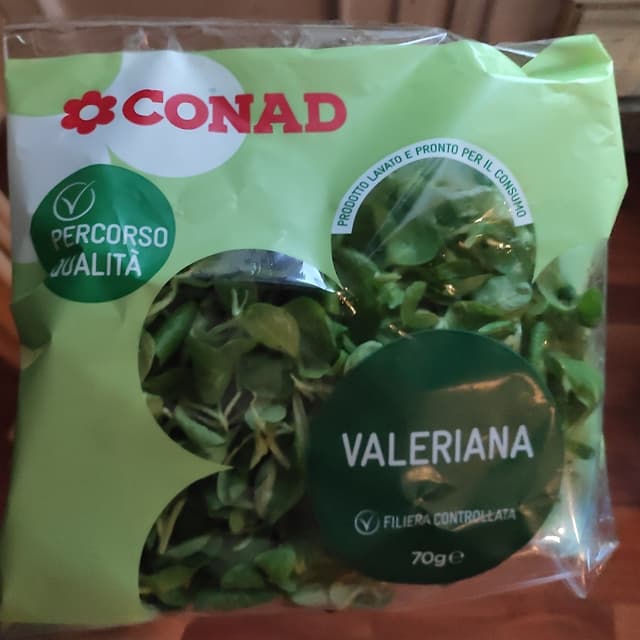 CONAD
PRODOTTO LAVATO E PRONTO PER IL CONSUMO
PERCORSO
QUALITÀ
VALERIANA
FILIERA CONTROLLATA
70g℮